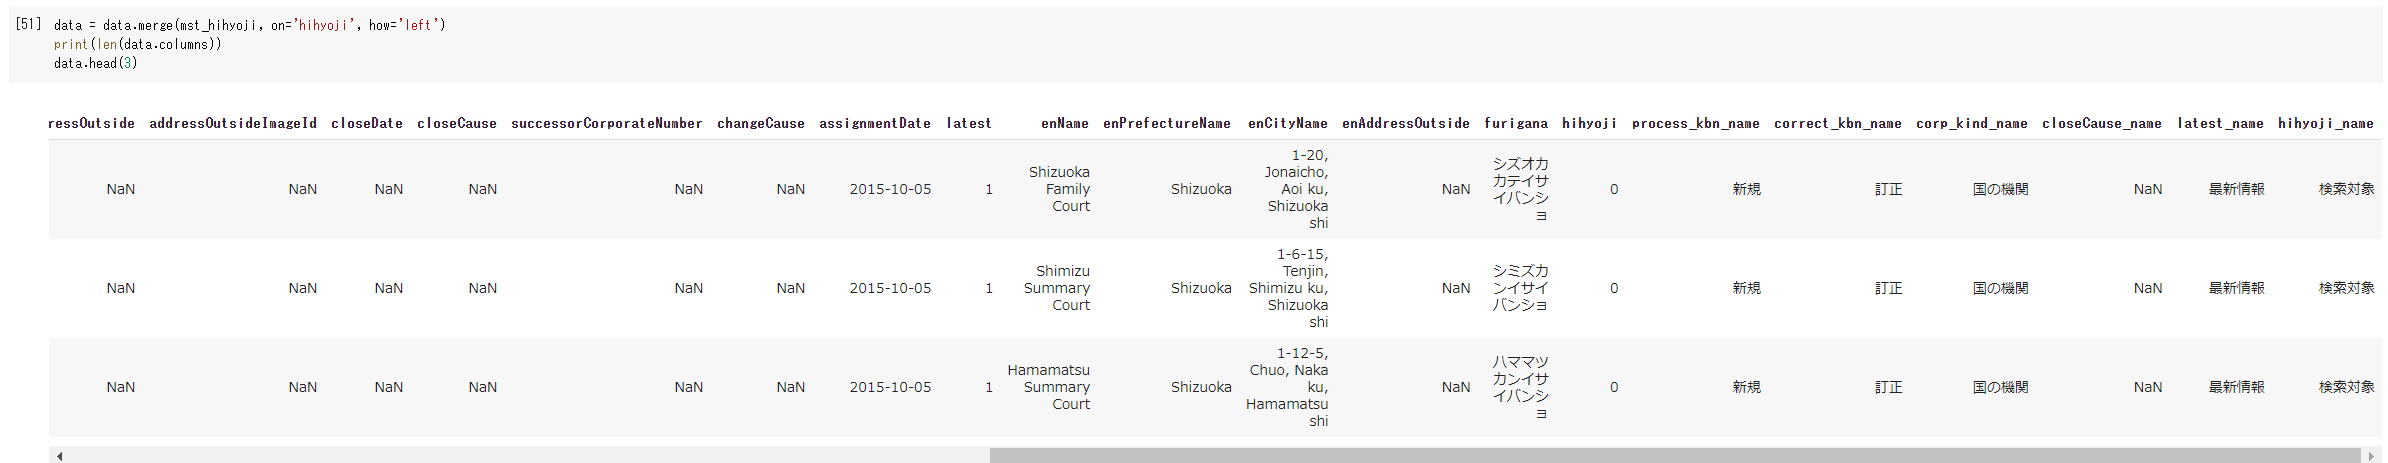 [51] data = data.merge(mst_hihyoji, on='hihyoji', how='left')
print(len(data.columns))
data.head(3)
ressOutside addressOutsideImageId closeDate closeCause successorCorporateNumber changeCause assignmentDate latest enName enPrefectureName enCityName enAddressOutside furigana hihyoji process_kbn_name correct_kbn_name corp_kind_name closeCause_name latest_name hihyoji_name
NaN NaN NaN NaN NaN NaN 2015-10-05 1 Shizuoka
Family
Court Shizuoka 1-20,
Jonaicho,
Aoi ku,
Shizuoka
shi NaN シズオカ
カテイサ
イバンシ
ョ 0 新規 訂正 国の機関 NaN 最新情報 検索対象
NaN NaN NaN NaN NaN NaN 2015-10-05 1 Shimizu
Summary
Court Shizuoka 1-6-15,
Tenjin,
Shimizu ku,
Shizuoka
shi NaN シミズカ
ンイサイ
バンショ 0 新規 訂正 国の機関 NaN 最新情報 検索対象
NaN NaN NaN NaN NaN NaN 2015-10-05 1 Hamamatsu
Summary
Court Shizuoka 1-12-5,
Chuo, Naka
ku,
Hamamatsu
shi NaN ハママツ
カンイサ
イバンシ
ョ 0 新規 訂正 国の機関 NaN 最新情報 検索対象